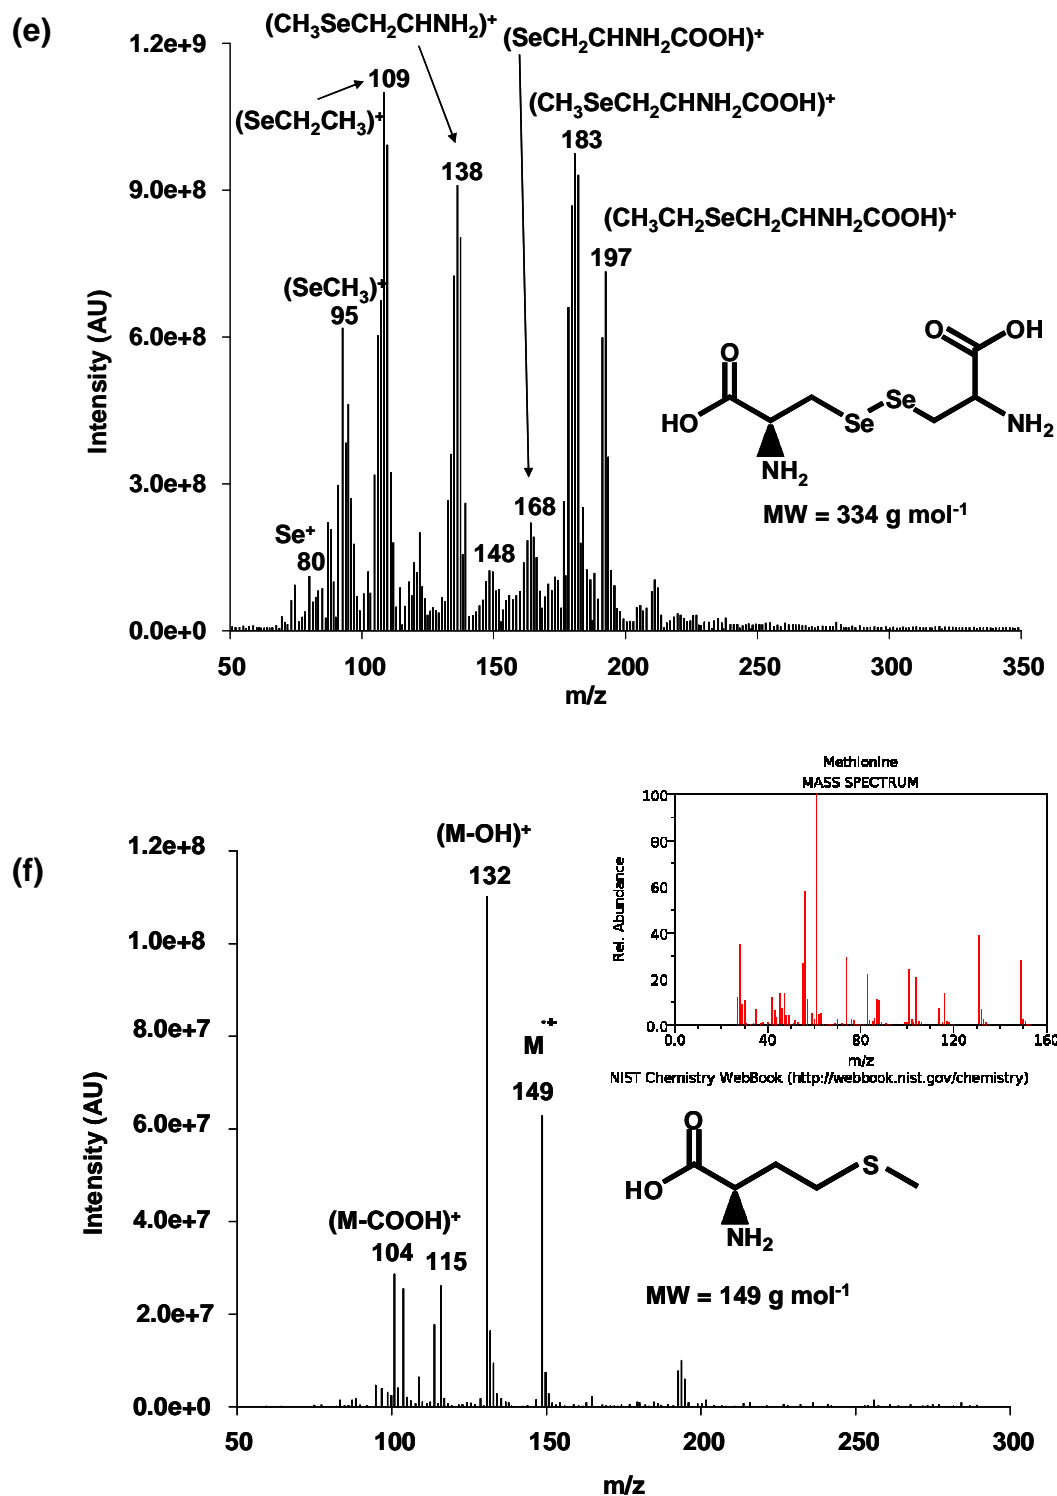 (e)
(CH3SeCH2CHNH2)+
(SeCH2CHNH2COOH)+
1.2e+9
109
(SeCH2CH3)+
(CH3SeCH2CHNH2COOH)+
183
138
9.0e+8
(CH3CH2SeCH2CHNH2COOH)+
197
(SeCH3)+
95
6.0e+8
Intensity (AU)
O
OH
O
HO
Se
Se
NH2
NH2
3.0e+8
168
MW = 334 g mol-1
Se+
80
148
0.0e+0
50 100 150 200 250 300 350
m/z
Methionine
MASS SPECTRUM
(f)
(M-OH)+
132
1.2e+8
1.0e+8
8.0e+7
6.0e+7
4.0e+7
2.0e+7
0.0e+0
Intensity (AU)
M·+
149
(M-COOH)+
104
115
100
80
60
40
20
0.0
Rel. Abundance
0.0 40 80 120 160
m/z
NIST Chemistry WebBook (http://webbook.nist.gov/chemistry)
O
HO
S
NH2
MW = 149 g mol-1
50 100 150 200 250 300
m/z